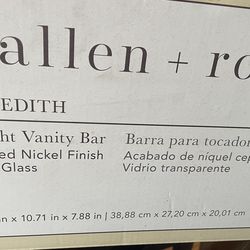 allen + ro
EDITH
ht Vanity Bar Barra para tocador
ed Nickel Finish Acabado de níquel cep
Glass Vidrio transparente
in x 10.71 in x 7.88 in | 38,88 cm x 27,20 cm x 20,01 cm